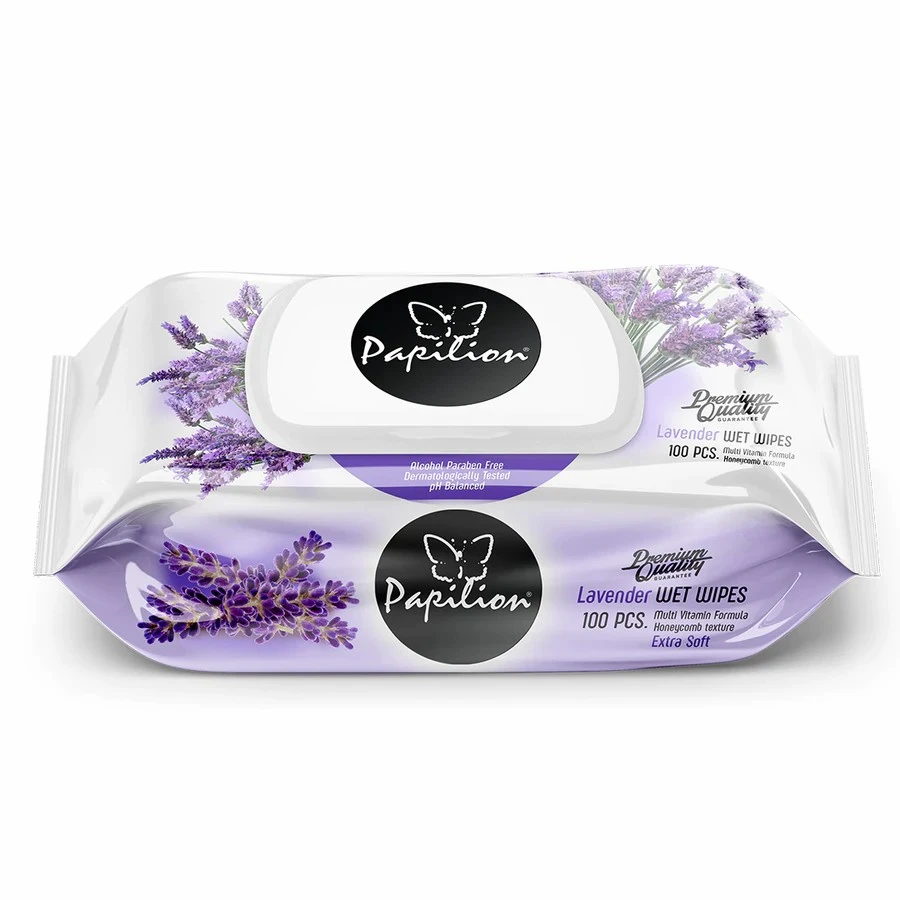 Papilion®
Premium
Quality
GUARANTEE
Lavender WET WIPES
100 PCS. Multi Vitamin Formula
Honeycomb texture
Alcohol Paraben Free
Dermatologically Tested
pH Balanced
Papilion®
Premium
Quality
GUARANTEE
Lavender WET WIPES
100 PCS. Multi Vitamin Formula
Honeycomb texture
Extra Soft